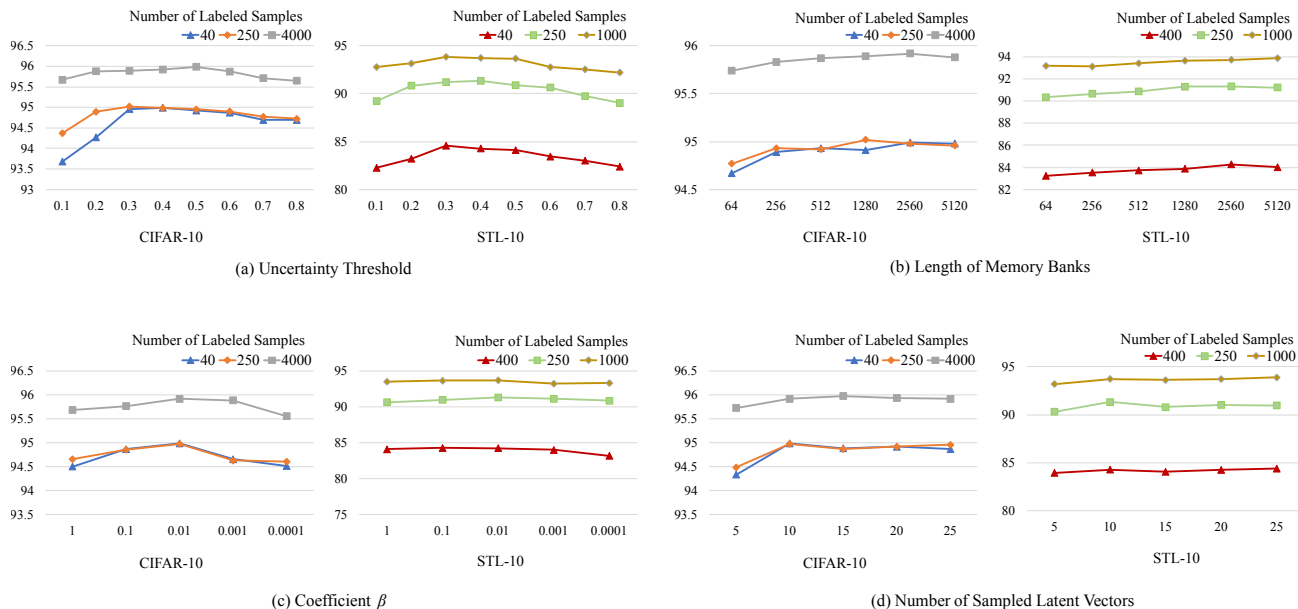 Number of Labeled Samples
40 250 4000
96.5
96
95.5
95
94.5
94
93.5
93
0.1 0.2 0.3 0.4 0.5 0.6 0.7 0.8
CIFAR-10
Number of Labeled Samples
40 250 1000
95
90
85
80
0.1 0.2 0.3 0.4 0.5 0.6 0.7 0.8
STL-10
(a) Uncertainty Threshold
Number of Labeled Samples
40 250 4000
96
95.5
95
94.5
64 256 512 1280 2560 5120
CIFAR-10
Number of Labeled Samples
400 250 1000
94
92
90
88
86
84
82
64 256 512 1280 2560 5120
STL-10
(b) Length of Memory Banks
Number of Labeled Samples
40 250 4000
96.5
96
95.5
95
94.5
94
93.5
1 0.1 0.01 0.001 0.0001
CIFAR-10
Number of Labeled Samples
400 250 1000
95
90
85
80
75
1 0.1 0.01 0.001 0.0001
STL-10
(c) Coefficient β
Number of Labeled Samples
40 250 4000
96.5
96
95.5
95
94.5
94
93.5
5 10 15 20 25
CIFAR-10
Number of Labeled Samples
400 250 1000
95
90
85
80
5 10 15 20 25
STL-10
(d) Number of Sampled Latent Vectors